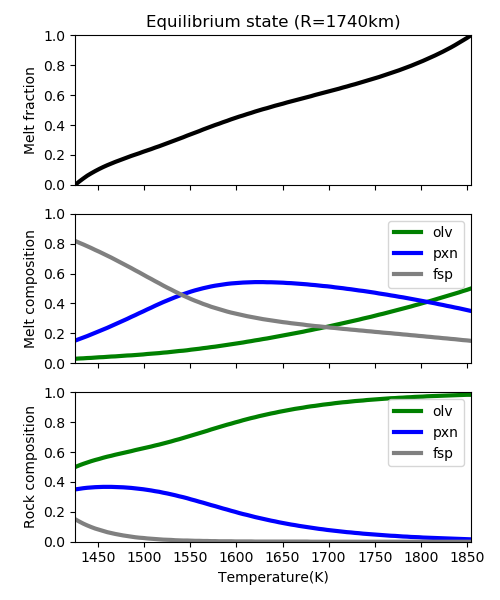 Equilibrium state (R=1740km)
1.0
0.8
0.6
0.4
0.2
0.0
Melt fraction
1.0
0.8
0.6
0.4
0.2
0.0
Melt composition
olv
pxn
fsp
1.0
0.8
0.6
0.4
0.2
0.0
Rock composition
olv
pxn
fsp
1450 1500 1550 1600 1650 1700 1750 1800 1850
Temperature(K)